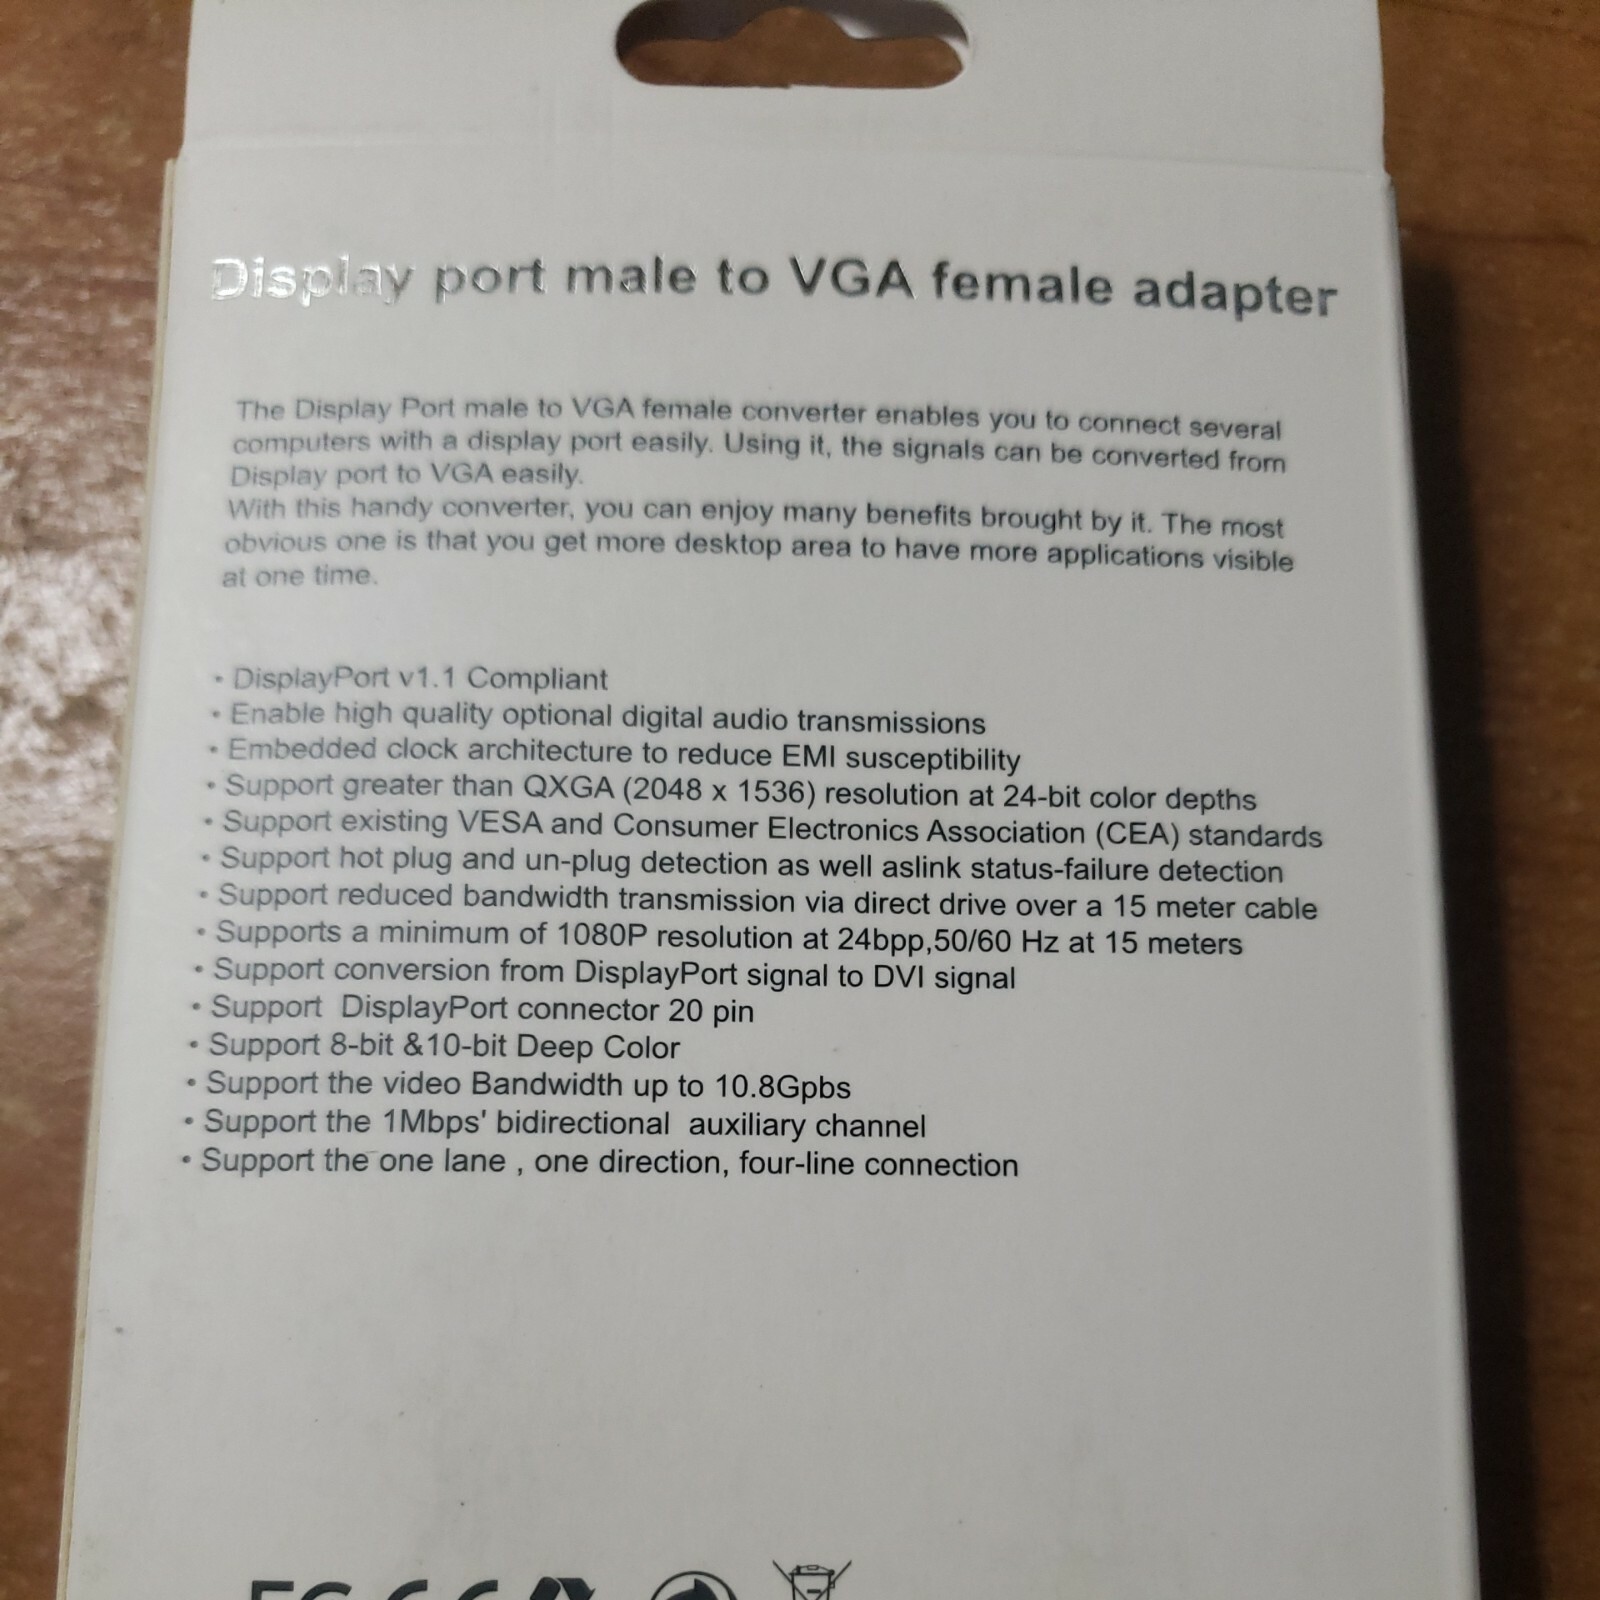 Display port male to VGA female adapter
The Display Port male to VGA female converter enables you to connect several
computers with a display port easily. Using it, the signals can be converted from
Display port to VGA easily.
With this handy converter, you can enjoy many benefits brought by it. The most
obvious one is that you get more desktop area to have more applications visible
at one time.
• DisplayPort v1.1 Compliant
• Enable high quality optional digital audio transmissions
• Embedded clock architecture to reduce EMI susceptibility
• Support greater than QXGA (2048 x 1536) resolution at 24-bit color depths
• Support existing VESA and Consumer Electronics Association (CEA) standards
• Support hot plug and un-plug detection as well aslink status-failure detection
• Support reduced bandwidth transmission via direct drive over a 15 meter cable
• Supports a minimum of 1080P resolution at 24bpp,50/60 Hz at 15 meters
• Support conversion from DisplayPort signal to DVI signal
• Support  DisplayPort connector 20 pin
• Support 8-bit &10-bit Deep Color
• Support the video Bandwidth up to 10.8Gpbs
• Support the 1Mbps' bidirectional  auxiliary channel
• Support the one lane , one direction, four-line connection